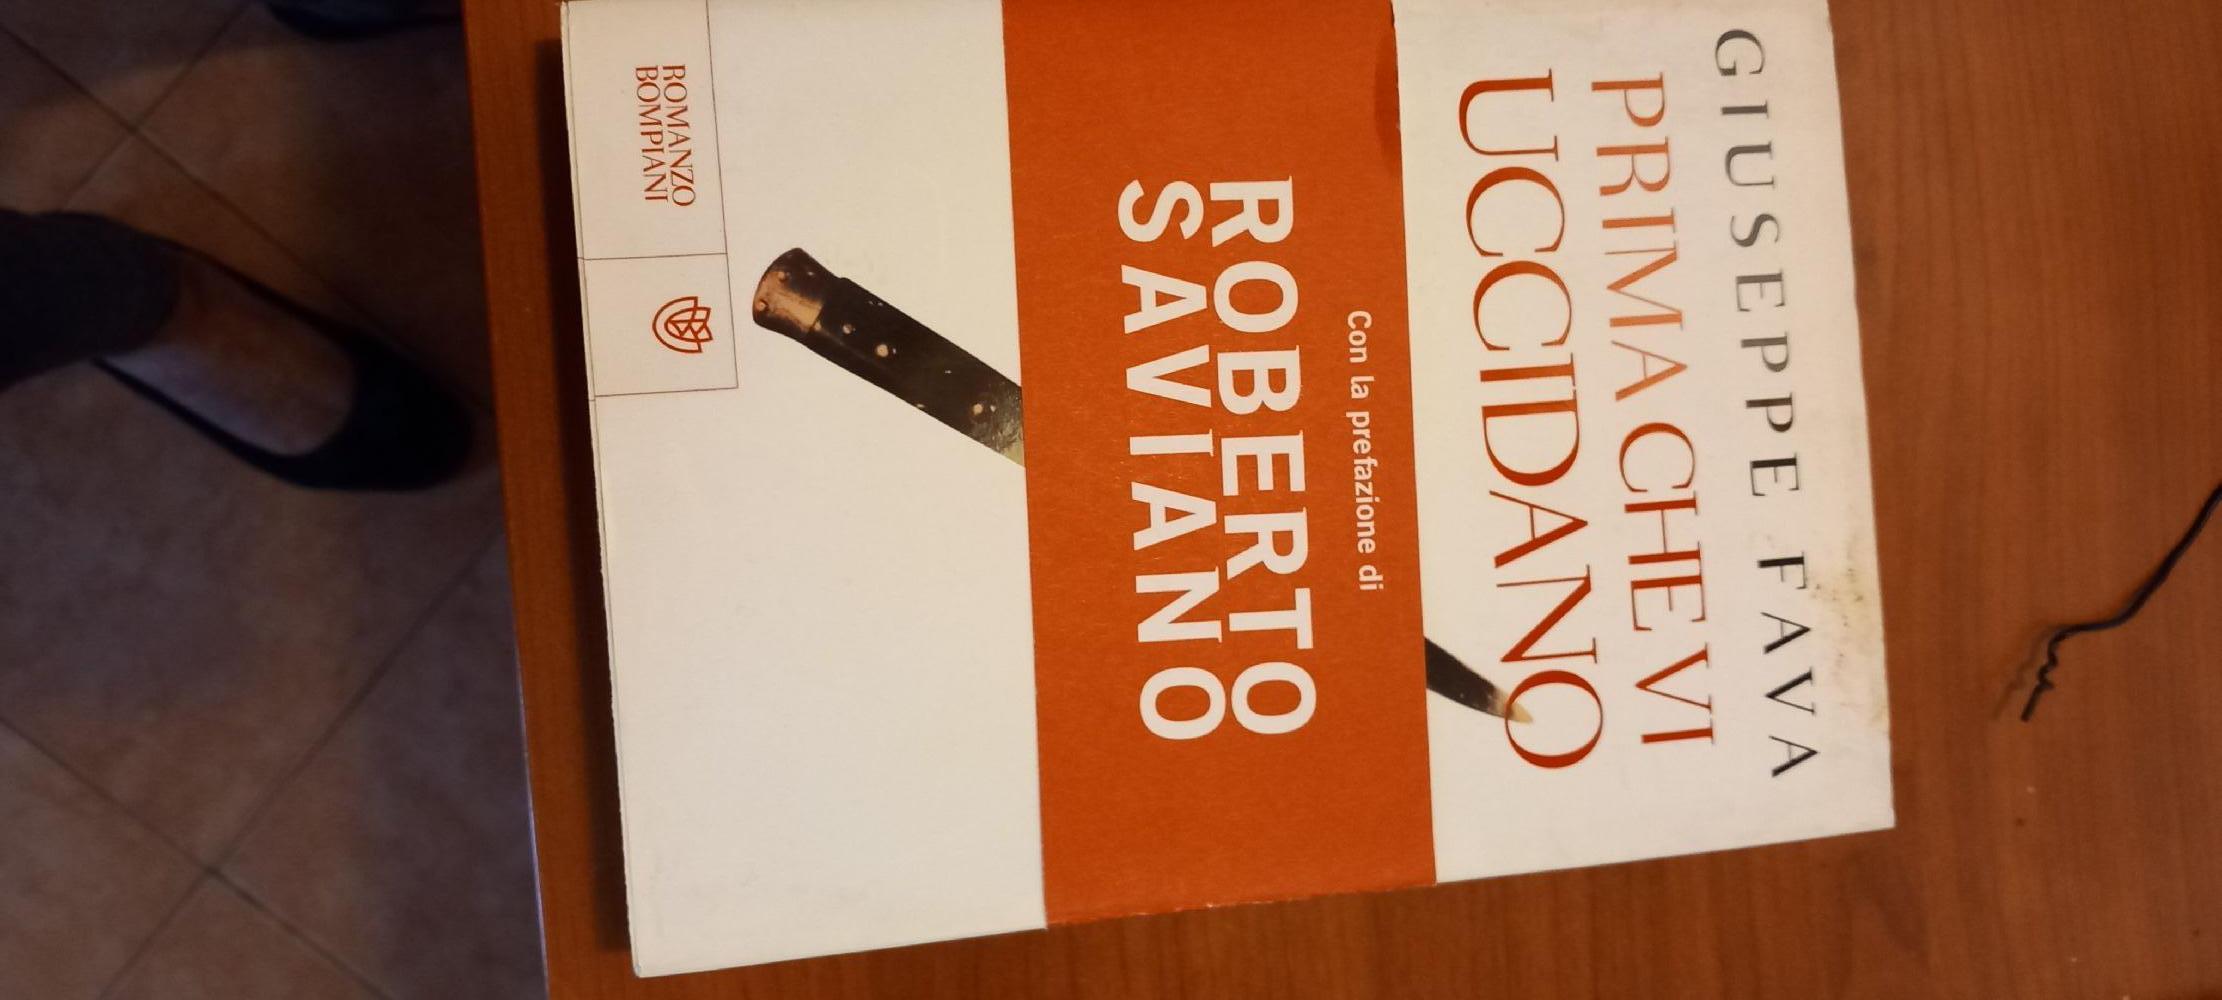 GIUSEPPE FAVA
PRIMA CHE VI
UCCIDANO
Con la prefazione di
ROBERTO
SAVIANO
ROMANZO
BOMPIANI